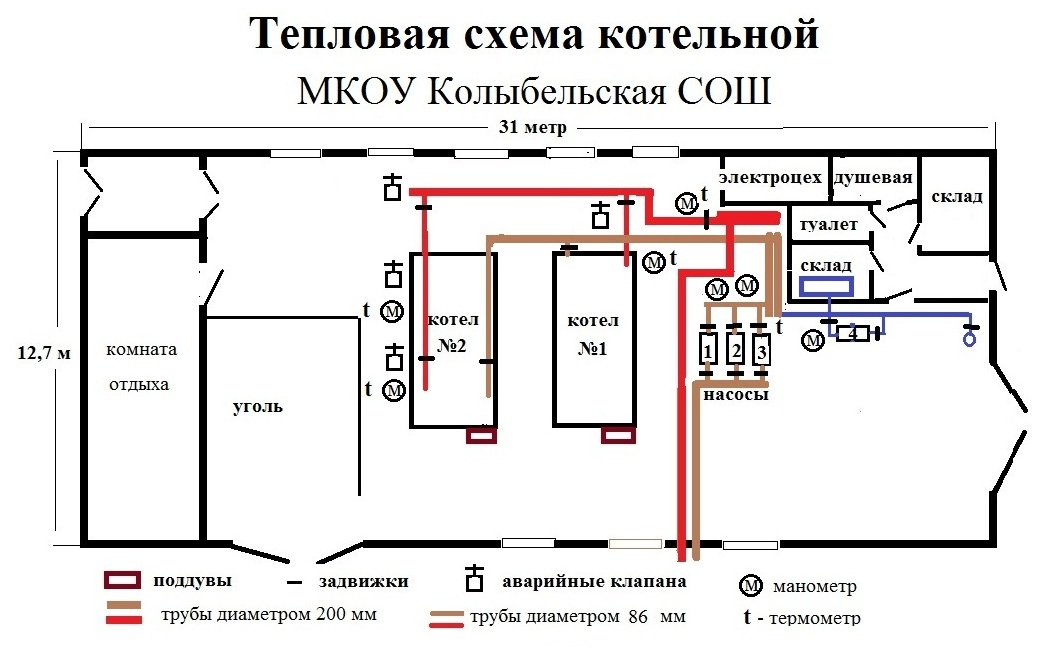 Тепловая схема котельной
МКОУ Колыбельская СОШ
31 метр
электроцех
душевая
склад
М t
туалет
М t
склад
М М
t М
12,7 м
комната
отдыха
уголь
котел
№2
котел
№1
1 2 3
t
М
4
t М
насосы
поддувы
задвижки
аварийные клапана
М манометр
трубы диаметром 200 мм
трубы диаметром 86 мм
t - термометр